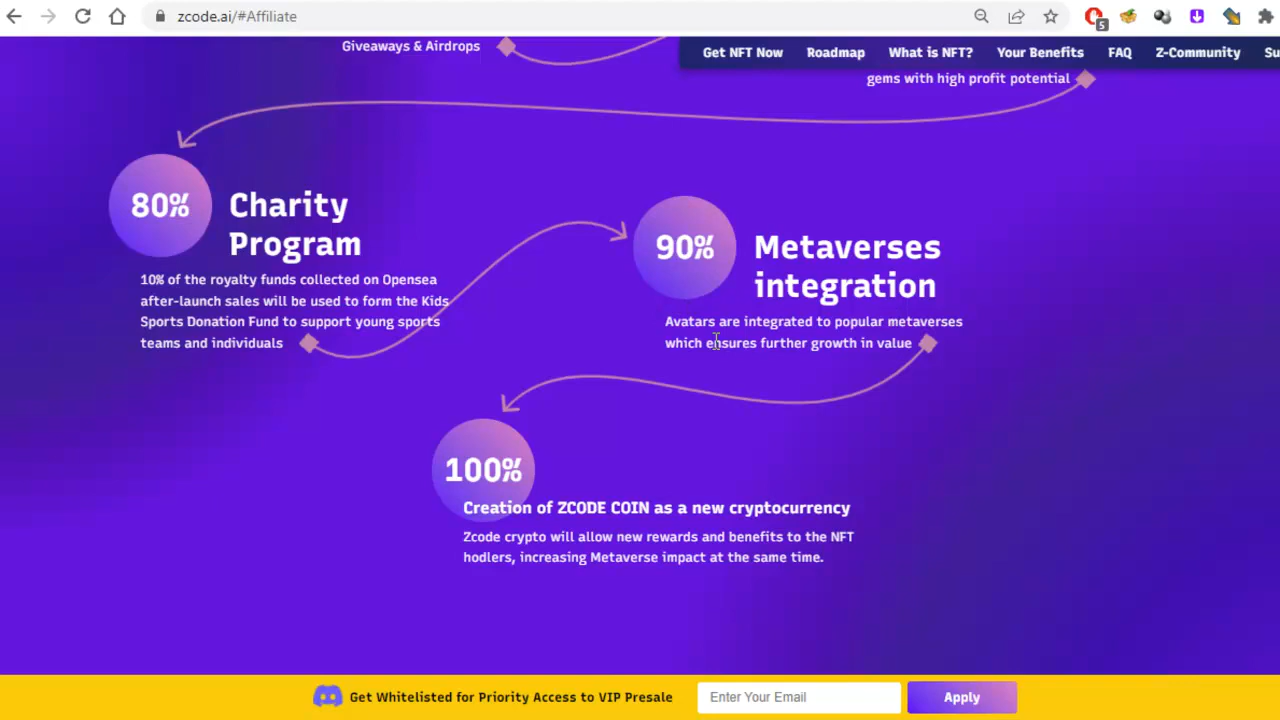 zcode.ai/#Affiliate
5
Get NFT Now Roadmap What is NFT? Your Benefits FAQ Z-Community Su
Giveaways & Airdrops
gems with high profit potential
80%
Charity
Program
10% of the royalty funds collected on Opensea
after-launch sales will be used to form the Kids
Sports Donation Fund to support young sports
teams and individuals
90%
Metaverses
integration
Avatars are integrated to popular metaverses
which ensures further growth in value
100%
Creation of ZCODE COIN as a new cryptocurrency
Zcode crypto will allow new rewards and benefits to the NFT
hodlers, increasing Metaverse impact at the same time.
Get Whitelisted for Priority Access to VIP Presale
Enter Your Email
Apply